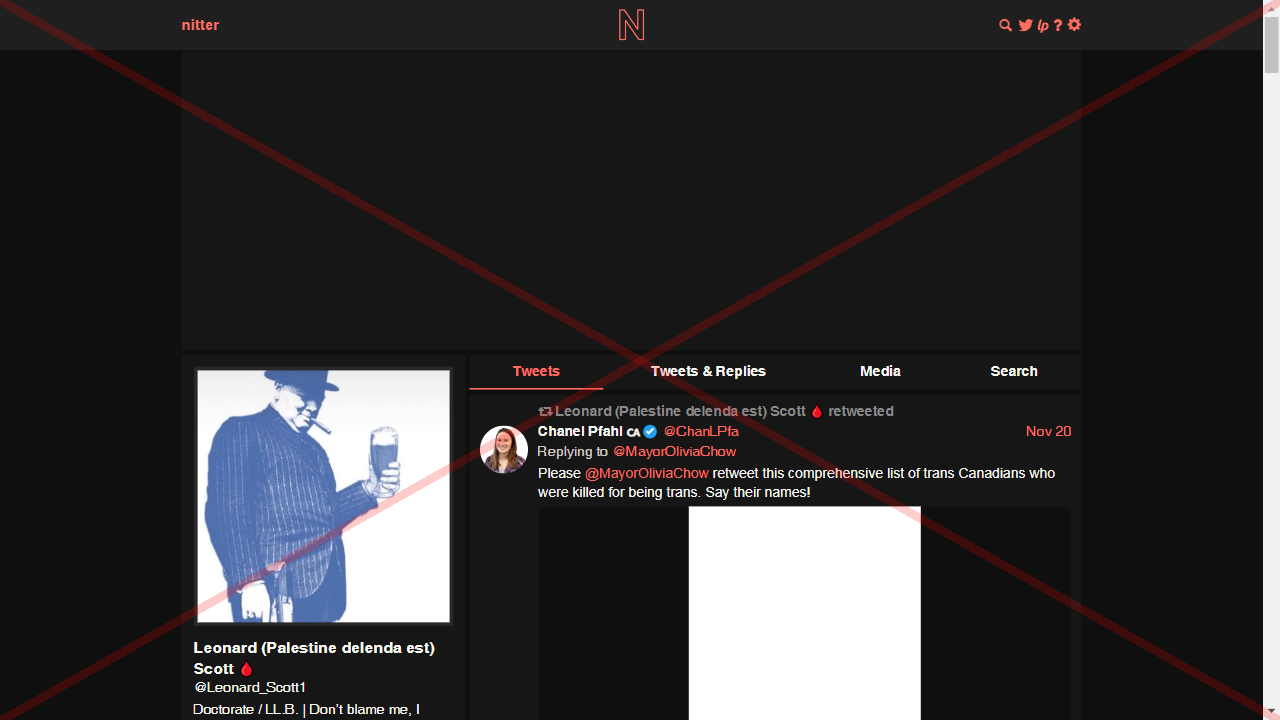 nitter
N
lp ?
Tweets
Tweets & Replies
Media
Search
Leonard (Palestine delenda est) Scott 🩸 retweeted
Chanel Pfahl 🇨🇦 @ChanLPfa
Nov 20
Replying to @MayorOliviaChow
Please @MayorOliviaChow retweet this comprehensive list of trans Canadians who
were killed for being trans. Say their names!
Leonard (Palestine delenda est)
Scott 🩸
@Leonard_Scott1
Doctorate / LL.B. | Don't blame me, I